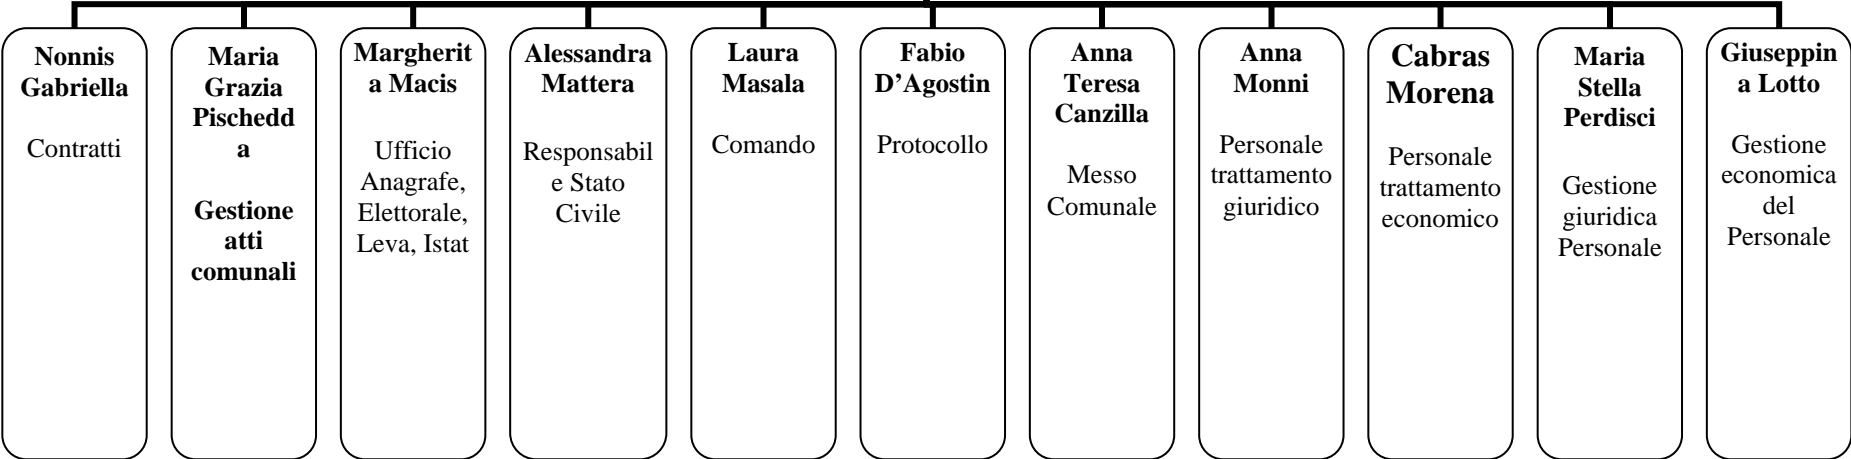 Nonnis
Gabriella
Contratti
Maria
Grazia
Pischedd
a
Gestione
atti
comunali
Margherit
a Macis
Ufficio
Anagrafe,
Elettorale,
Leva, Istat
Alessandra
Mattera
Responsabil
e Stato
Civile
Laura
Masala
Comando
Fabio
D’Agostin
Protocollo
Anna
Teresa
Canzilla
Messo
Comunale
Anna
Monni
Personale
trattamento
giuridico
Cabras
Morena
Personale
trattamento
economico
Maria
Stella
Perdisci
Gestione
giuridica
Personale
Giuseppin
a Lotto
Gestione
economica
del
Personale